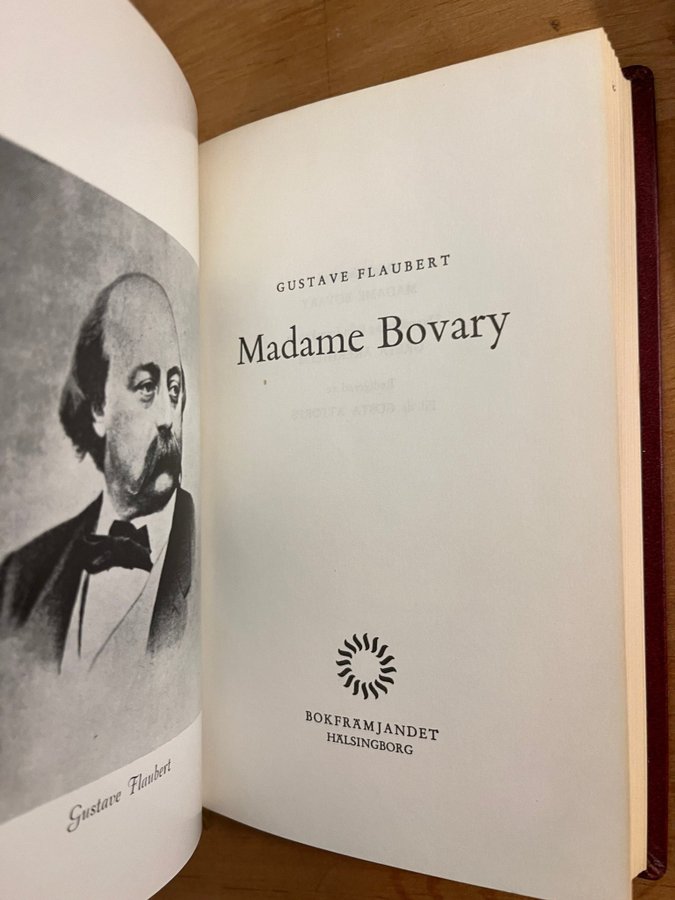 Gustave Flaubert
GUSTAVE FLAUBERT
Madame Bovary
BOKFRÄMJANDET
HÄLSINGBORG